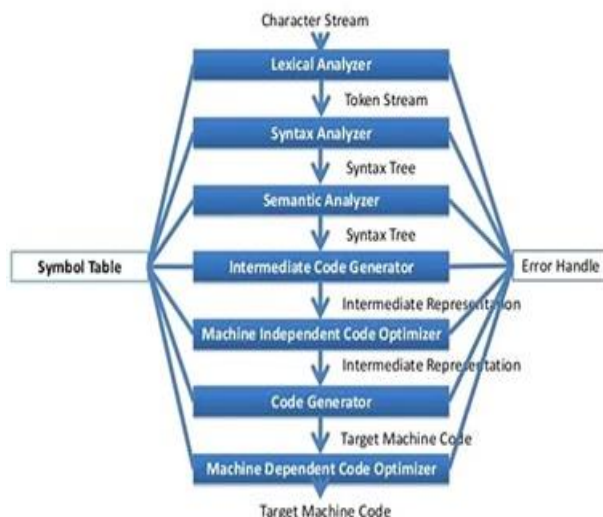 Character Stream
Lexical Analyzer
Token Stream
Syntax Analyzer
Syntax Tree
Semantic Analyzer
Syntax Tree
Symbol Table
Intermediate Code Generator
Error Handle
Intermediate Representation
Machine Independent Code Optimizer
Intermediate Representation
Code Generator
Target Machine Code
Machine Dependent Code Optimizer
Target Machine Code